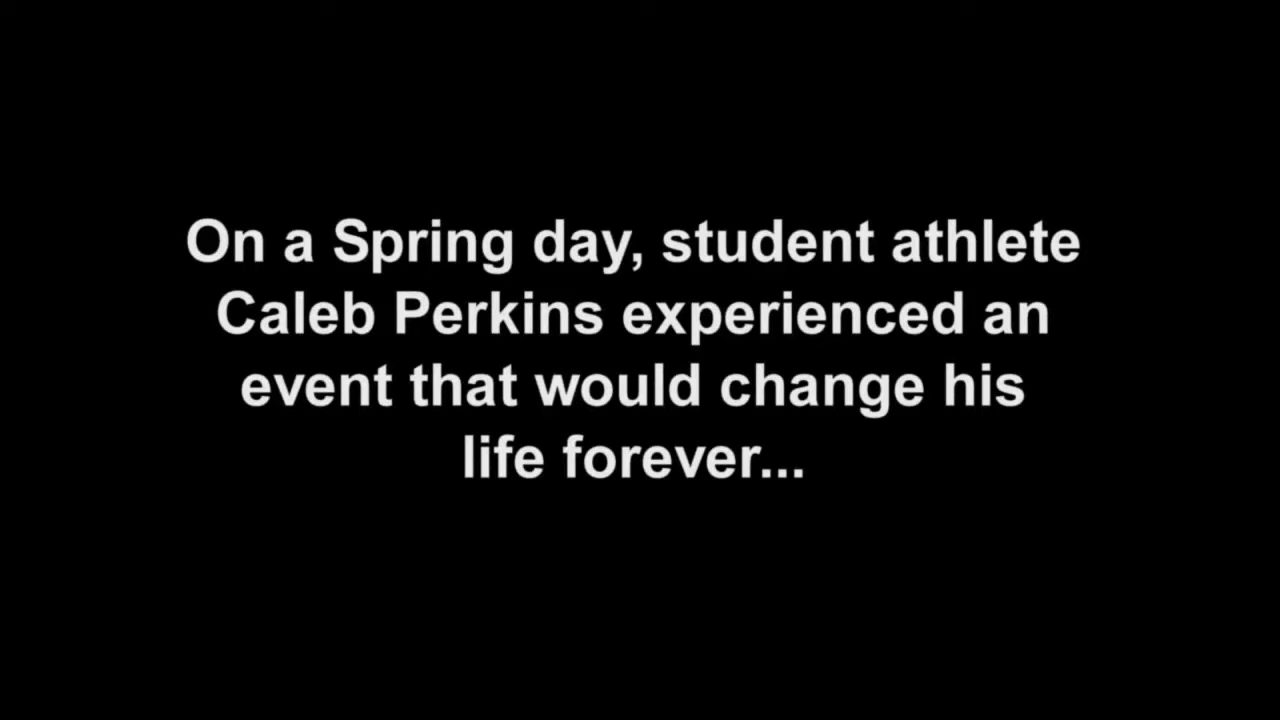 On a Spring day, student athlete
Caleb Perkins experienced an
event that would change his
life forever...